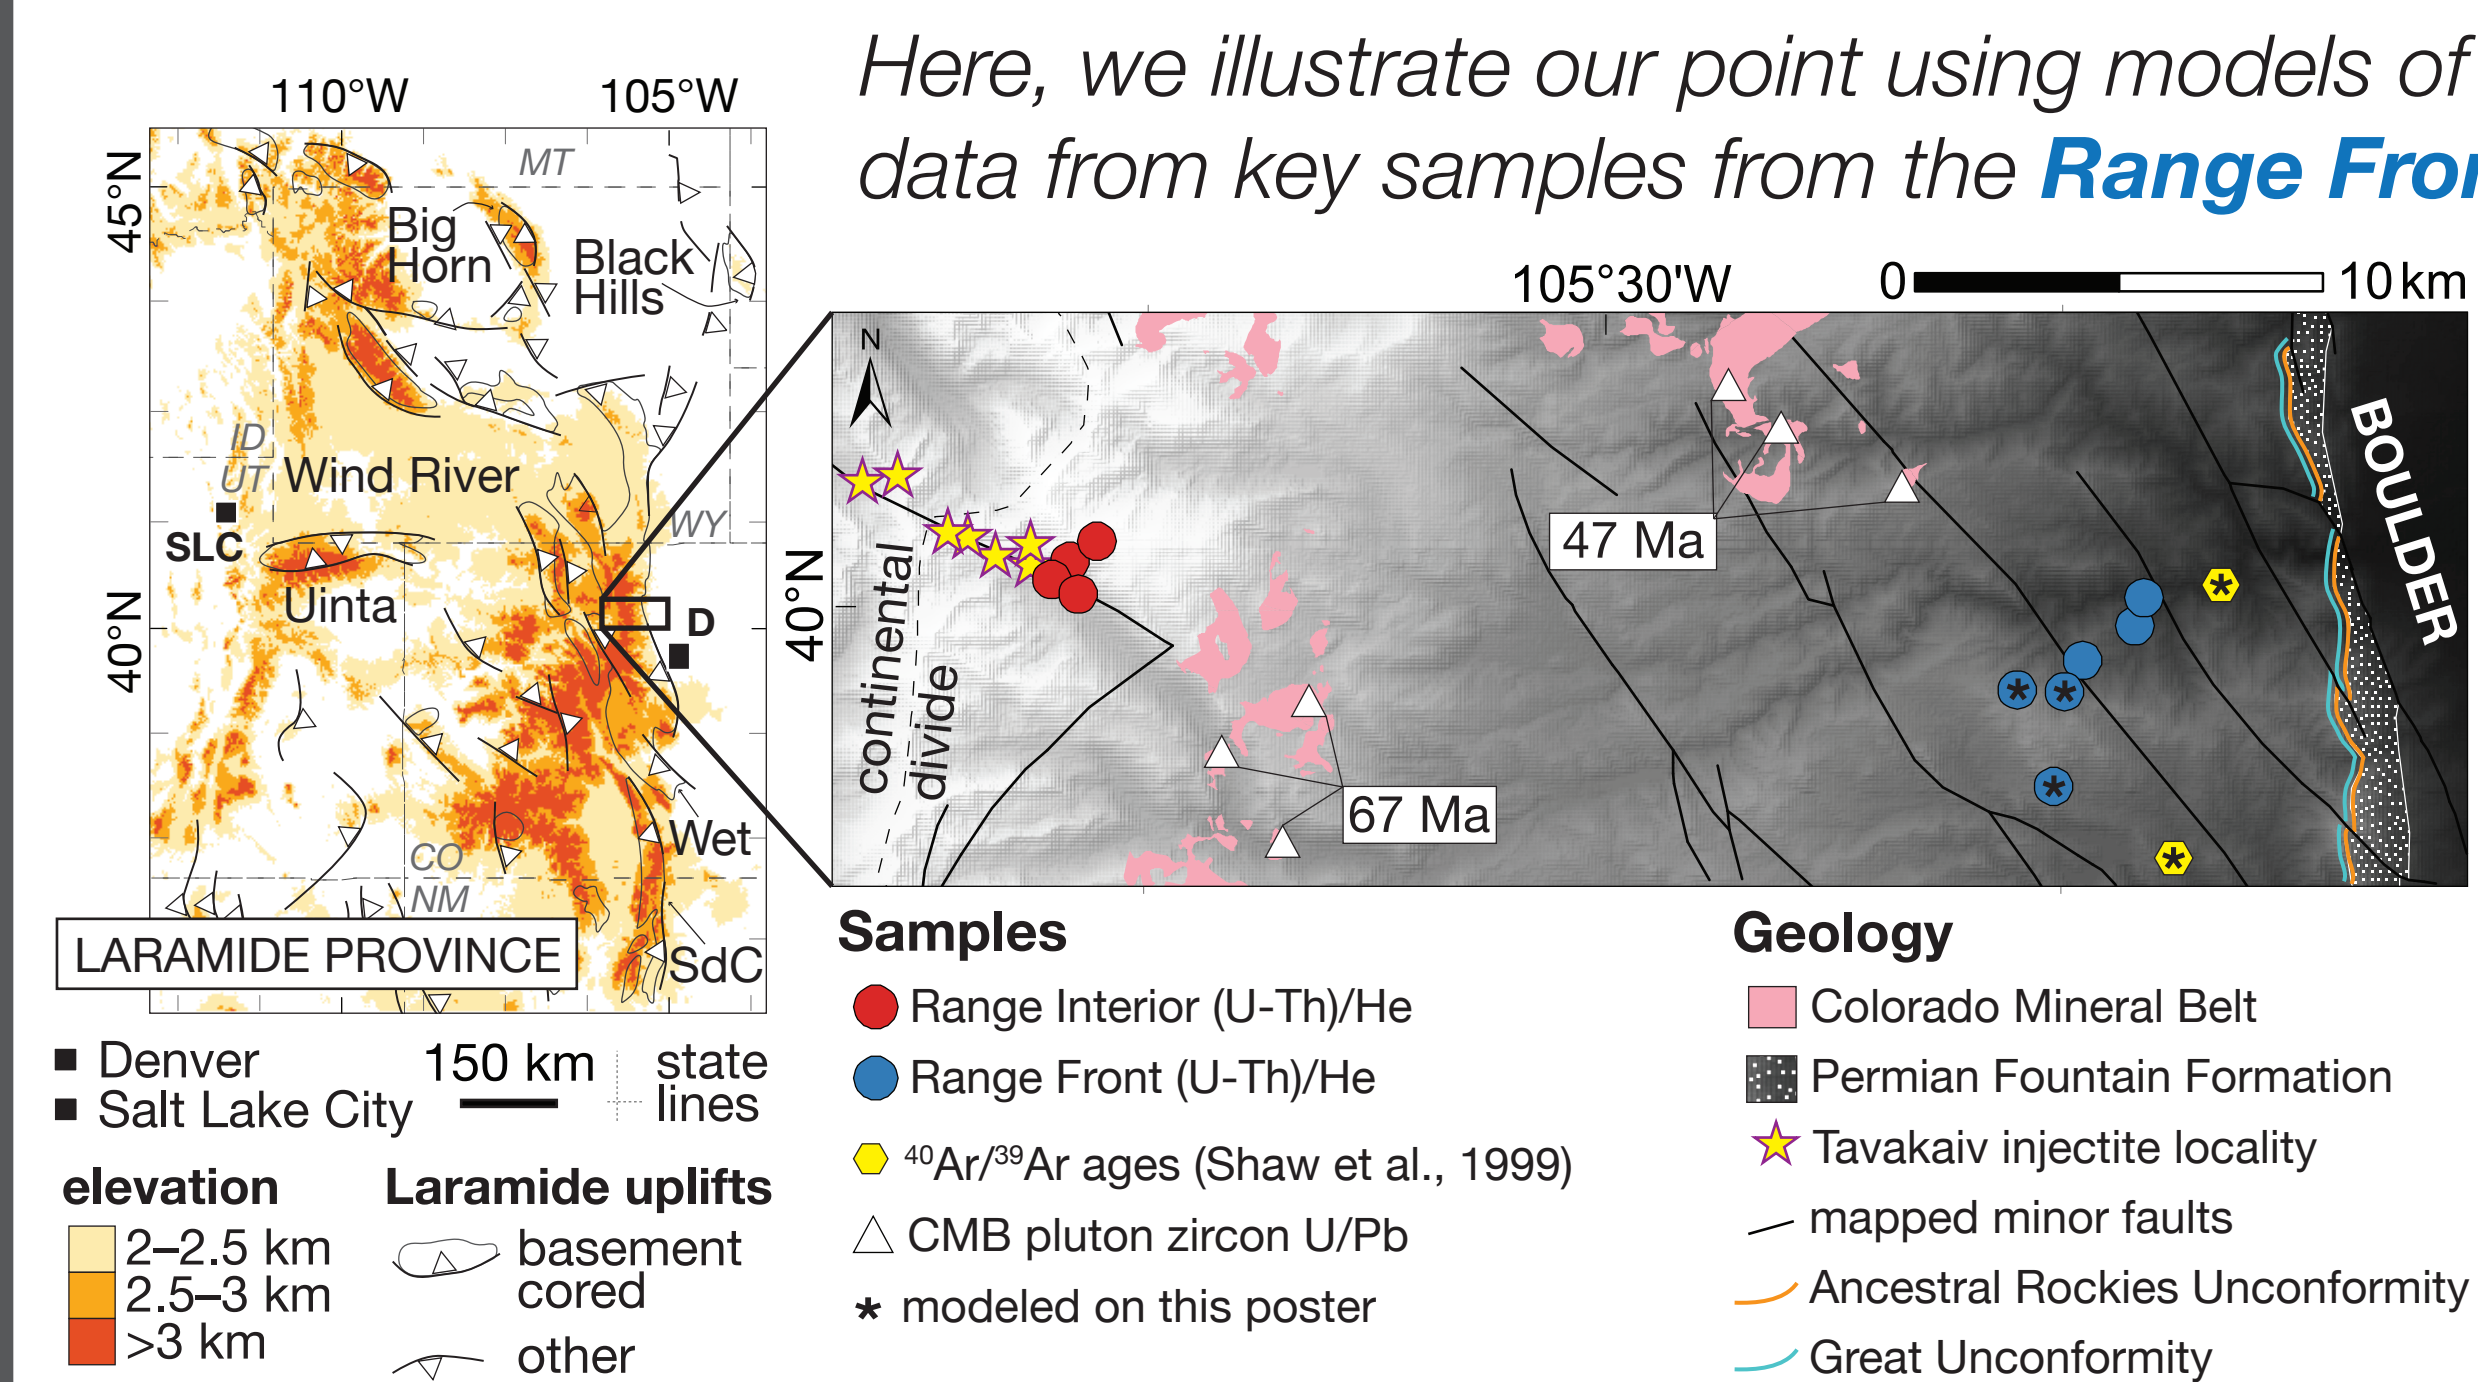 Here, we illustrate our point using models of
data from key samples from the Range Fron
110°W
105°W
45°N
40°N
MT
Big
Horn
Black
Hills
ID
UT
Wind River
SLC
WY
Uinta
D
CO
NM
Wet
SdC
LARAMIDE PROVINCE
105°30'W
0
10 km
N
40°N
continental
divide
47 Ma
67 Ma
BOULDER
*
*
*
*
*
Denver
Salt Lake City
150 km
state
lines
elevation
2–2.5 km
2.5–3 km
>3 km
Laramide uplifts
basement
cored
other
Samples
Range Interior (U-Th)/He
Range Front (U-Th)/He
⁴⁰Ar/³⁹Ar ages (Shaw et al., 1999)
CMB pluton zircon U/Pb
* modeled on this poster
Geology
Colorado Mineral Belt
Permian Fountain Formation
Tavakaiv injectite locality
mapped minor faults
Ancestral Rockies Unconformity
Great Unconformity